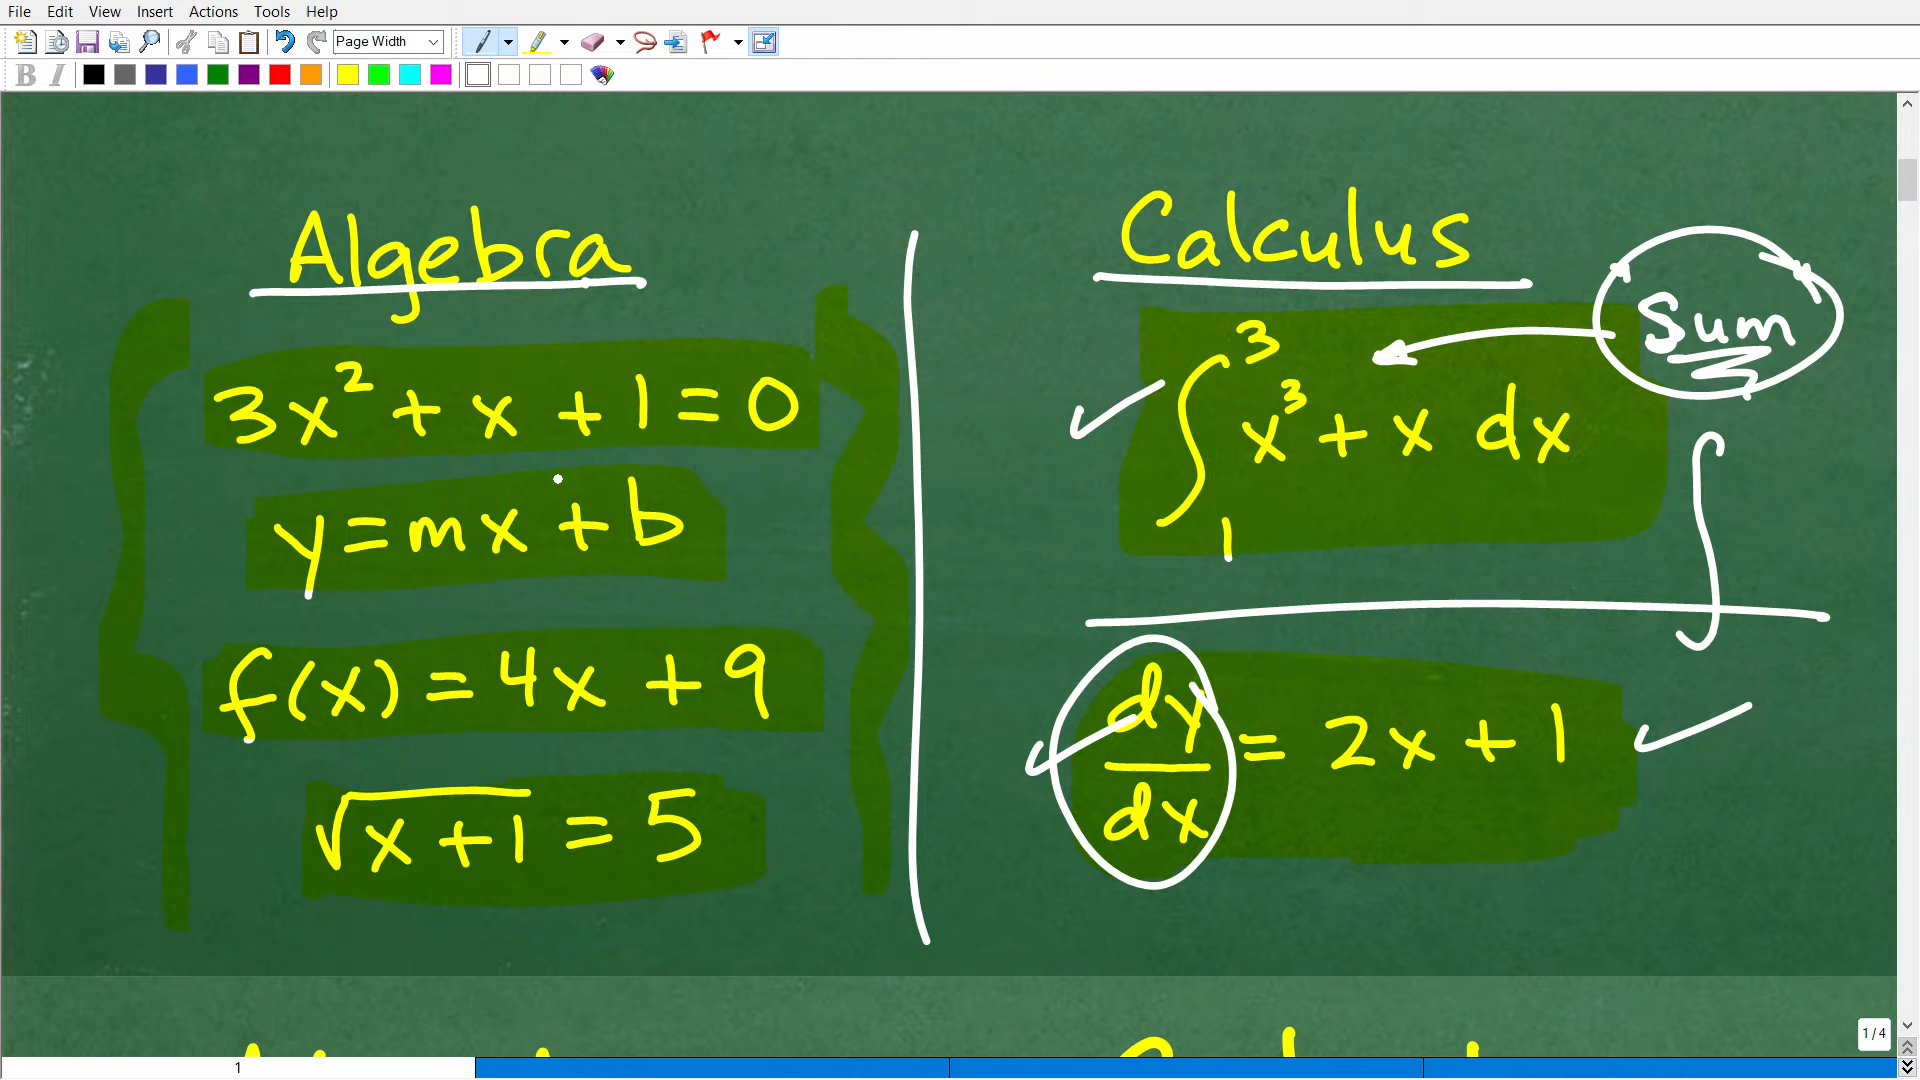 File Edit View Insert Actions Tools Help
Page Width
B I
Algebra
3x² + x + 1 = 0
y = mx + b
f(x) = 4x + 9
√(x + 1) = 5
Calculus
Sum
∫₁³ x³ + x dx
∫
dy/dx = 2x + 1
1 / 4
1